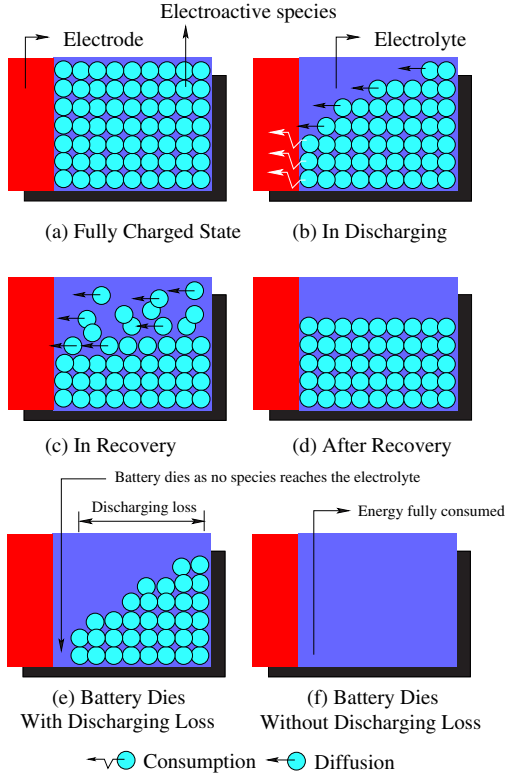 Electroactive species
Electrode
Electrolyte
(a) Fully Charged State
(b) In Discharging
(c) In Recovery
(d) After Recovery
Battery dies as no species reaches the electrolyte
Discharging loss
Energy fully consumed
(e) Battery Dies
With Discharging Loss
(f) Battery Dies
Without Discharging Loss
Consumption
Diffusion